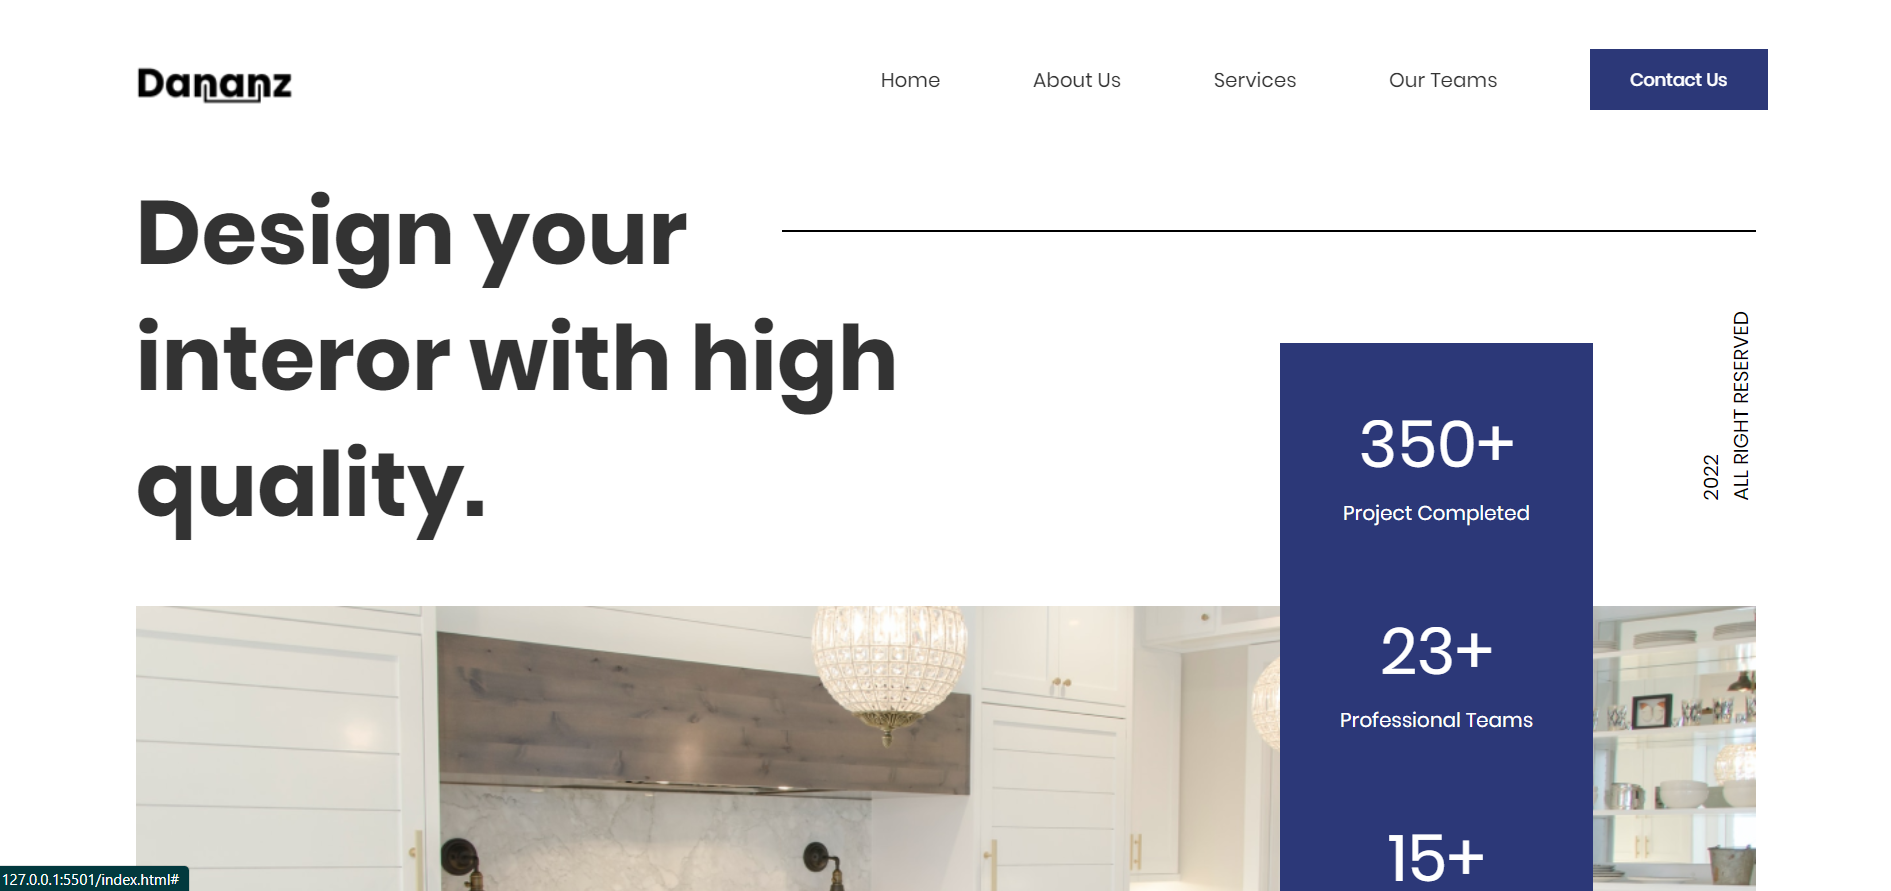 Dananz
Home
About Us
Services
Our Teams
Contact Us
Design your
interor with high
quality.
2022
ALL RIGHT RESERVED
350+
Project Completed
23+
Professional Teams
15+
127.0.0.1:5501/index.html#